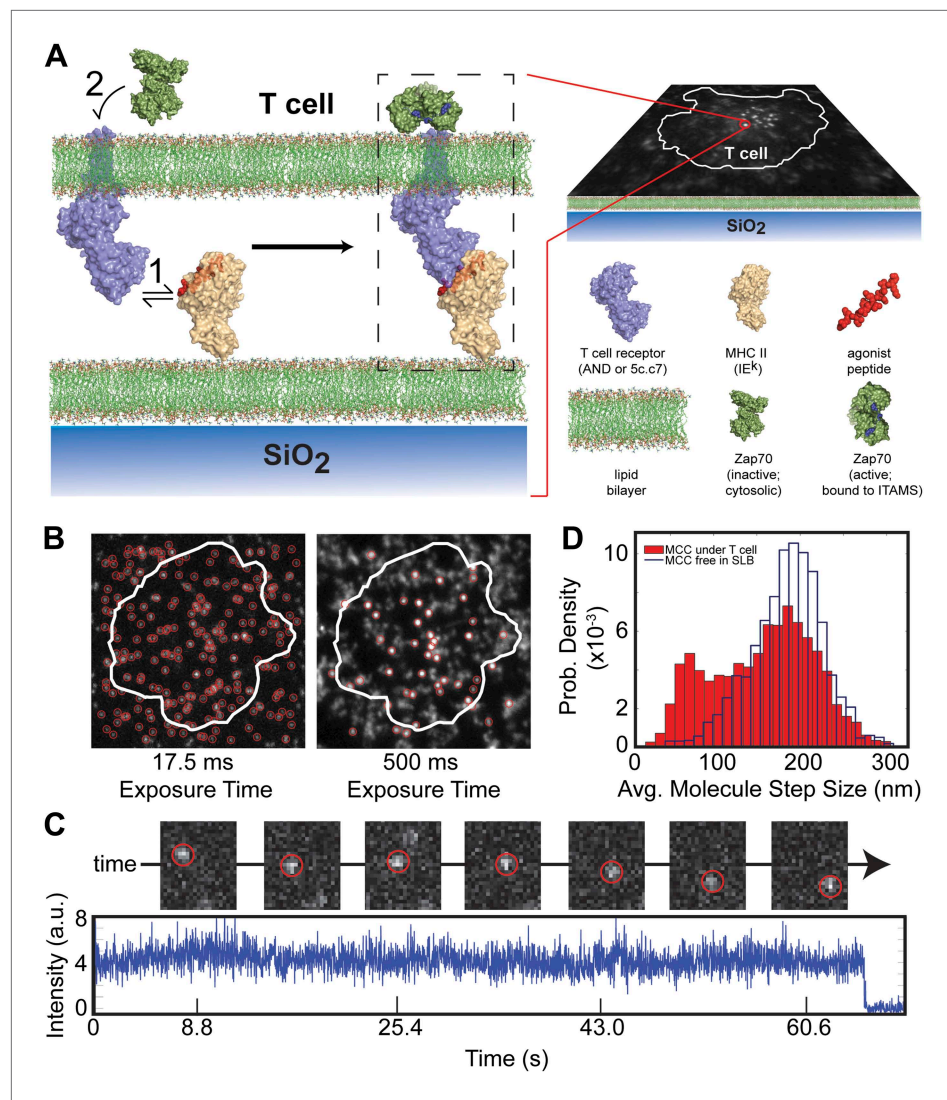 A
2
T cell
1
SiO2
T cell
SiO2
T cell receptor
(AND or 5c.c7)
MHC II
(IEk)
agonist
peptide
lipid
bilayer
Zap70
(inactive;
cytosolic)
Zap70
(active;
bound to ITAMS)
B
17.5 ms
Exposure Time
500 ms
Exposure Time
D
MCC under T cell
MCC free in SLB
Prob. Density
(x10-3)
10
6
2
0
0
100
200
300
Avg. Molecule Step Size (nm)
C
time
Intensity (a.u.)
8
4
0
0
8.8
25.4
43.0
60.6
Time (s)